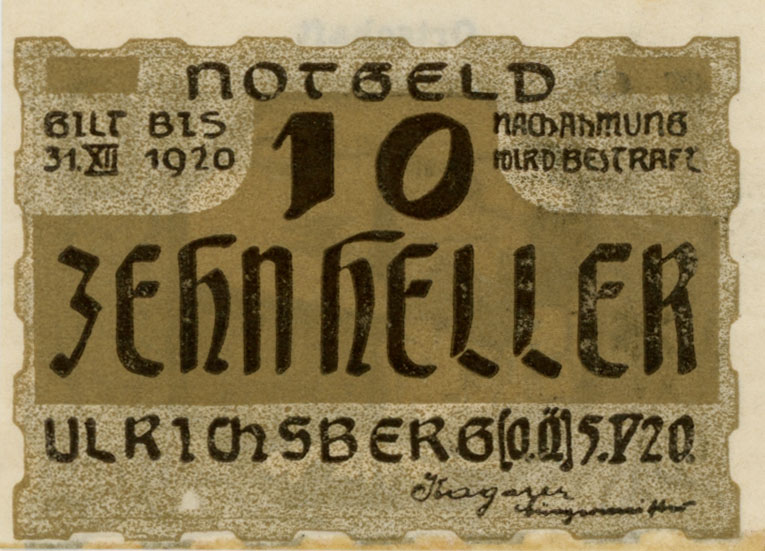 NOTGELD
GILT BIS
31.XII 1920
10
NACHAHMUNG
WIRD BESTRAFT
ZEHN HELLER
ULRICHSBERG (O.Ö.) 5.V 20.